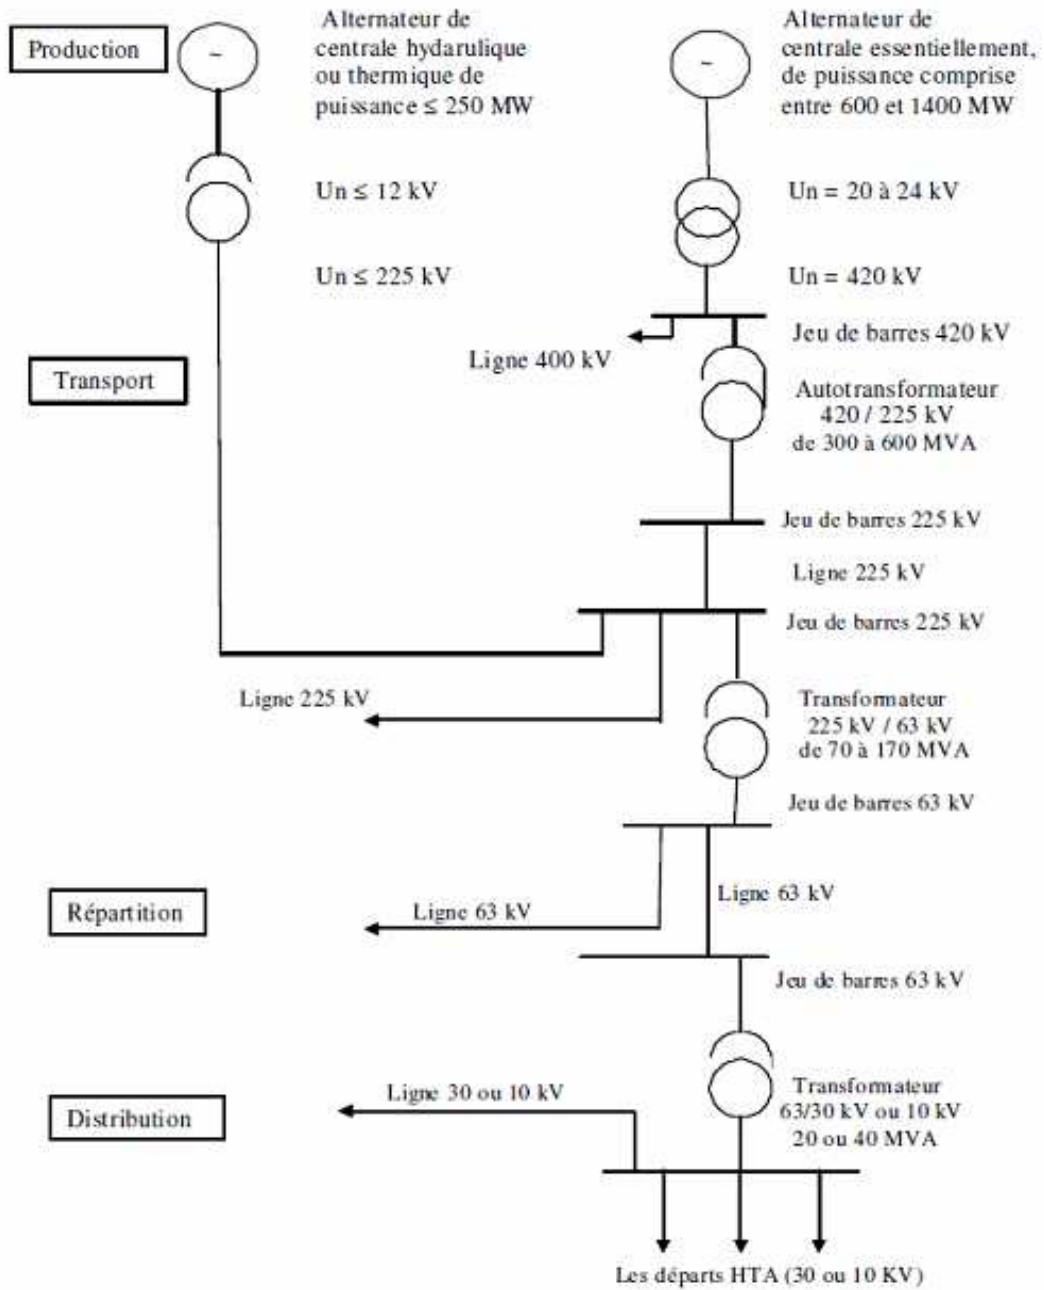 Production
Alternateur de
centrale hydarulique
ou thermique de
puissance ≤ 250 MW
Alternateur de
centrale essentiellement,
de puissance comprise
entre 600 et 1400 MW
~
~
Un ≤ 12 kV
Un = 20 à 24 kV
Un ≤ 225 kV
Un = 420 kV
Jeu de barres 420 kV
Ligne 400 kV
Transport
Autotransformateur
420 / 225 kV
de 300 à 600 MVA
Jeu de barres 225 kV
Ligne 225 kV
Jeu de barres 225 kV
Ligne 225 kV
Transformateur
225 kV / 63 kV
de 70 à 170 MVA
Jeu de barres 63 kV
Répartition
Ligne 63 kV
Ligne 63 kV
Jeu de barres 63 kV
Distribution
Ligne 30 ou 10 kV
Transformateur
63/30 kV ou 10 kV
20 ou 40 MVA
Les départs HTA (30 ou 10 KV)